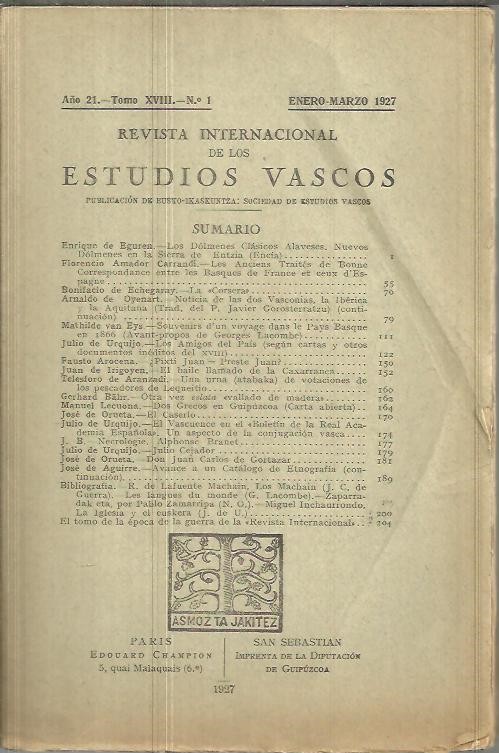 Año 21.—Tomo XVIII.—N.º 1 ENERO-MARZO 1927
REVISTA INTERNACIONAL
DE LOS
ESTUDIOS VASCOS
PUBLICACIÓN DE EUSKO-IKASKUNTZA: SOCIEDAD DE ESTUDIOS VASCOS
SUMARIO
Enrique de Eguren.—Los Dólmenes Clásicos Alaveses. Nuevos
Dólmenes en la Sierra de Entzia (Encía) 1
Florencio Amador Carrandi.—Les Anciens Traités de Bonne
Correspondance entre les Basques de France et ceux d'Es-
pagne 55
Bonifacio de Echegaray.—La «Corsera» 70
Arnaldo de Oyenart.—Noticia de las dos Vasconias, la Ibérica
y la Aquitana (Trad. del P. Javier Gorosterratzu) (conti-
nuación) 79
Mathilde van Eys.—Souvenirs d'un voyage dans le Pays Basque
en 1866 (Avant-propos de Georges Lacombe) 111
Julio de Urquijo.—Los Amigos del País (según cartas y otros
documentos inéditos del XVIII) 122
Fausto Arocena.—¿Pixti Juan = Preste Juan? 150
Juan de Irigoyen.—El baile llamado de la Caxarranca 152
Telesforo de Aranzadi.—Una urna (atabaka) de votaciones de
los pescadores de Lequeitio 160
Gerhard Bähr.—Otra vez eslata «vallado de madera» 162
Manuel Lecuona.—Dos Grecos en Guipúzcoa (Carta abierta) 164
José de Orueta.—El Caserío 170
Julio de Urquijo.—El Vascuence en el «Boletín de la Real Aca-
demia Española». Un aspecto de la conjugación vasca 174
J. B. Necrologie. Alphonse Branet 177
Julio de Urquijo.—Julio Cejador 179
José de Orueta.—Don Juan Carlos de Gortazar 181
José de Aguirre.—Avance a un Catálogo de Etnografía (con-
tinuación) 189
Bibliografía.—R. de Lafuente Machain, Los Machain (J. C. de
Guerra). Les langues du monde (G. Lacombe).—Zaparra-
dak eta, por Pablo Zamarripa (N. O.).—Miguel Inchaurrondo,
La Iglesia y el euskera (J. de U.) 200
El tomo de la época de la guerra de la «Revista Internacional» 204
ASMOZ TA JAKITEZ
PARIS
EDOUARD CHAMPION
5, quai Malaquais (6.º)
SAN SEBASTIAN
IMPRENTA DE LA DIPUTACIÓN
DE GUIPÚZCOA
1927